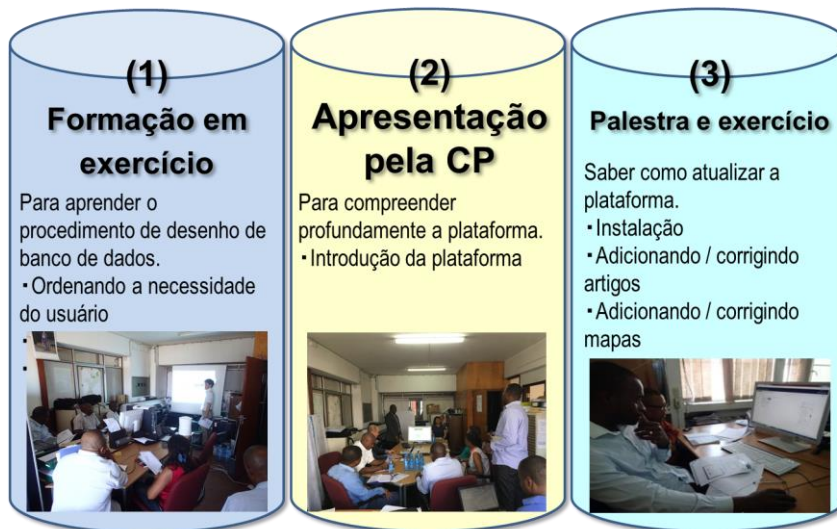 (1)
Formação em
exercício
Para aprender o
procedimento de desenho de
banco de dados.
・Ordenando a necessidade
do usuário
・
・
(2)
Apresentação
pela CP
Para compreender
profundamente a plataforma.
・Introdução da plataforma
(3)
Palestra e exercício
Saber como atualizar a
plataforma.
・Instalação
・Adicionando / corrigindo
artigos
・Adicionando / corrigindo
mapas